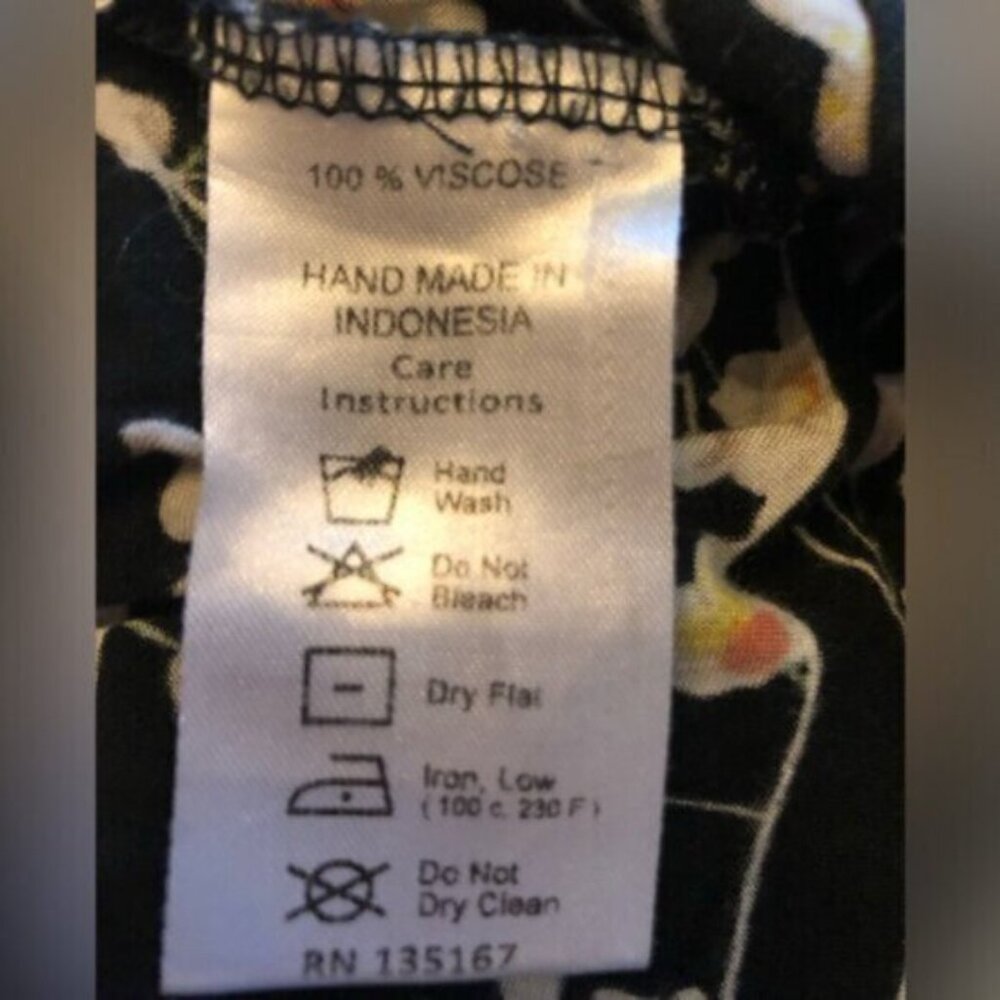 100 % VISCOSE
HAND MADE IN
INDONESIA
Care
Instructions
Hand
Wash
Do Not
Bleach
Dry Flat
Iron, Low
( 100 c, 230 F )
Do Not
Dry Clean
RN 135167